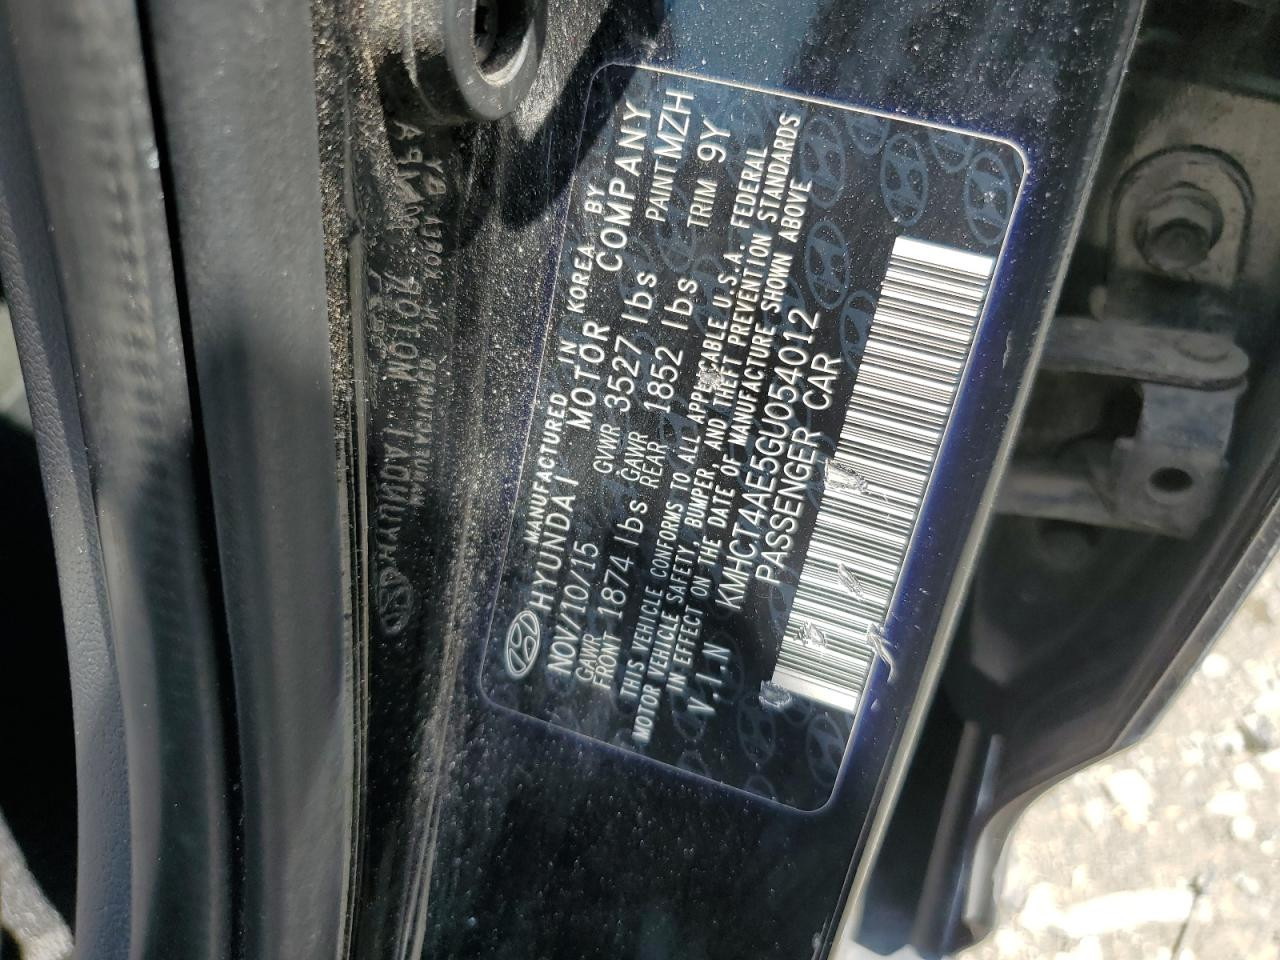 MANUFACTURED IN KOREA BY
HYUNDAI MOTOR COMPANY
NOV/10/15 GVWR 3527 lbs PAINT MZH
GAWR FRONT 1874 lbs GAWR REAR 1852 lbs TRIM 9Y
THIS VEHICLE CONFORMS TO ALL APPLICABLE U.S.A. FEDERAL
MOTOR VEHICLE SAFETY, BUMPER, AND THEFT PREVENTION STANDARDS
IN EFFECT ON THE DATE OF MANUFACTURE SHOWN ABOVE
V.I.N KMHCT4AE5GU054012
PASSENGER CAR